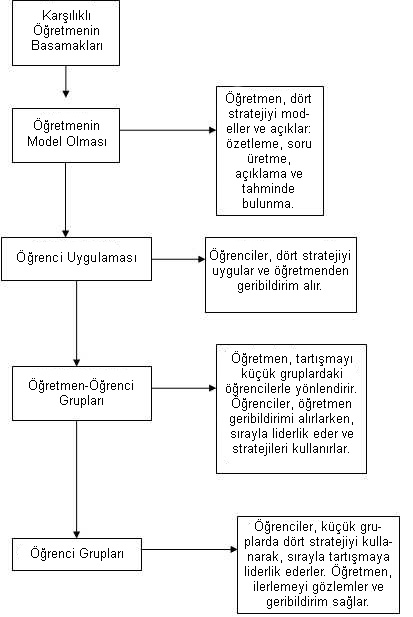 Karşılıklı
Öğretmenin
Basamakları
Öğretmenin
Model Olması
Öğretmen, dört
stratejiyi mod-
eller ve açıklar:
özetleme, soru
üretme,
açıklama ve
tahminde
bulunma.
Öğrenci Uygulaması
Öğrenciler, dört stratejiyi
uygular ve öğretmenden
geribildirim alır.
Öğretmen-Öğrenci
Grupları
Öğretmen, tartışmayı
küçük gruplardaki
öğrencilerle yönlendirir.
Öğrenciler, öğretmen
geribildirimi alırlarken,
sırayla liderlik eder ve
stratejileri kullanırlar.
Öğrenci Grupları
Öğrenciler, küçük gru-
plarda dört stratejiyi kulla-
narak, sırayla tartışmaya
liderlik ederler. Öğretmen,
ilerlemeyi gözlemler ve
geribildirim sağlar.